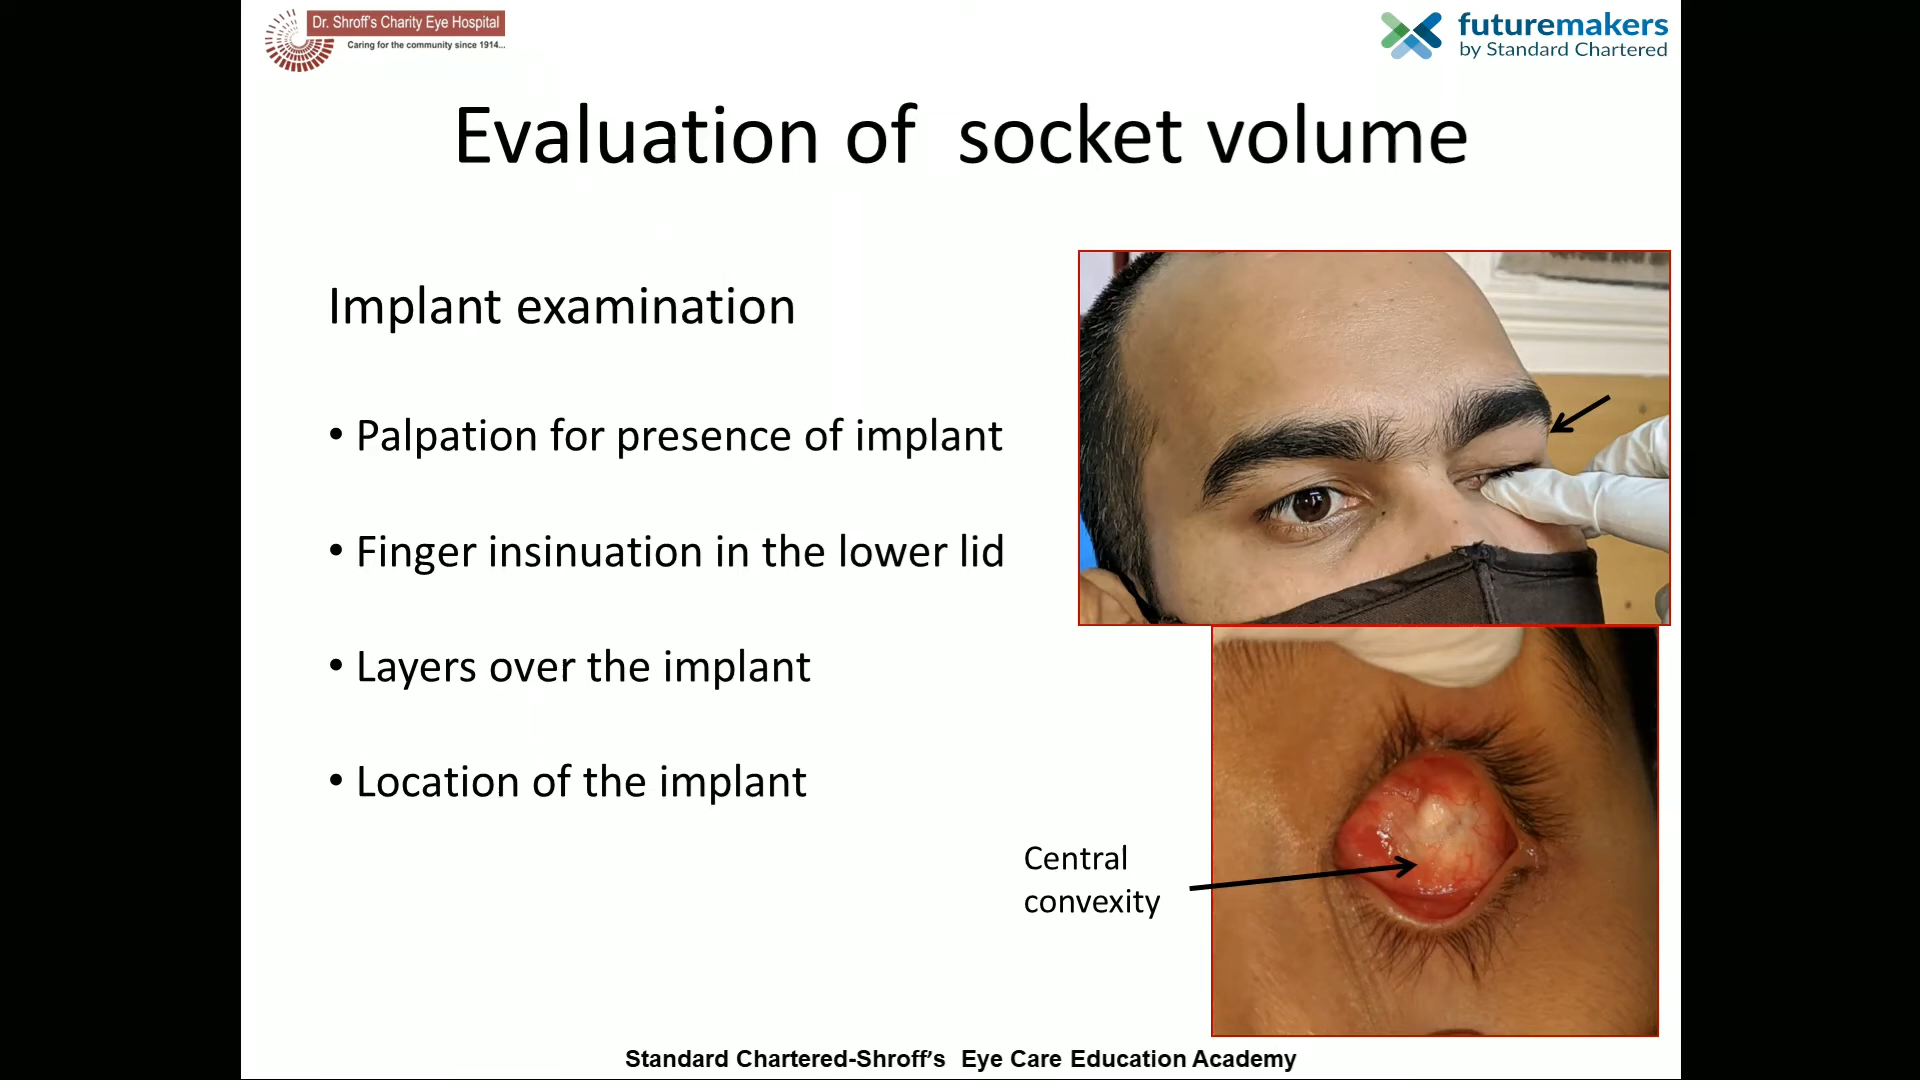 Dr. Shroff's Charity Eye Hospital
Caring for the community since 1914...
futuremakers
by Standard Chartered
Evaluation of socket volume
Implant examination
• Palpation for presence of implant
• Finger insinuation in the lower lid
• Layers over the implant
• Location of the implant
Central
convexity
Standard Chartered-Shroff's Eye Care Education Academy